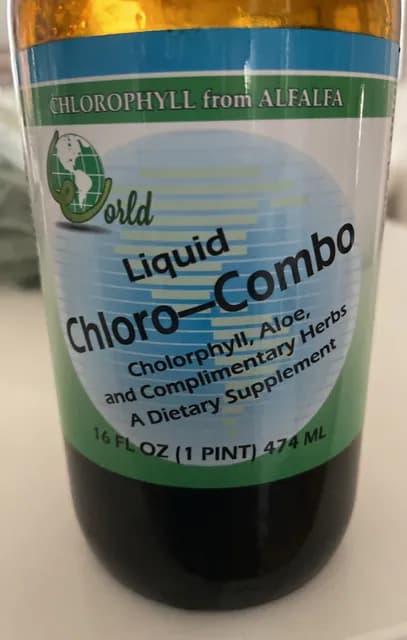 CHLOROPHYLL from ALFALFA
World
Liquid
Chloro—Combo
Cholorphyll, Aloe,
and Complimentary Herbs
A Dietary Supplement
16 FL OZ (1 PINT) 474 ML